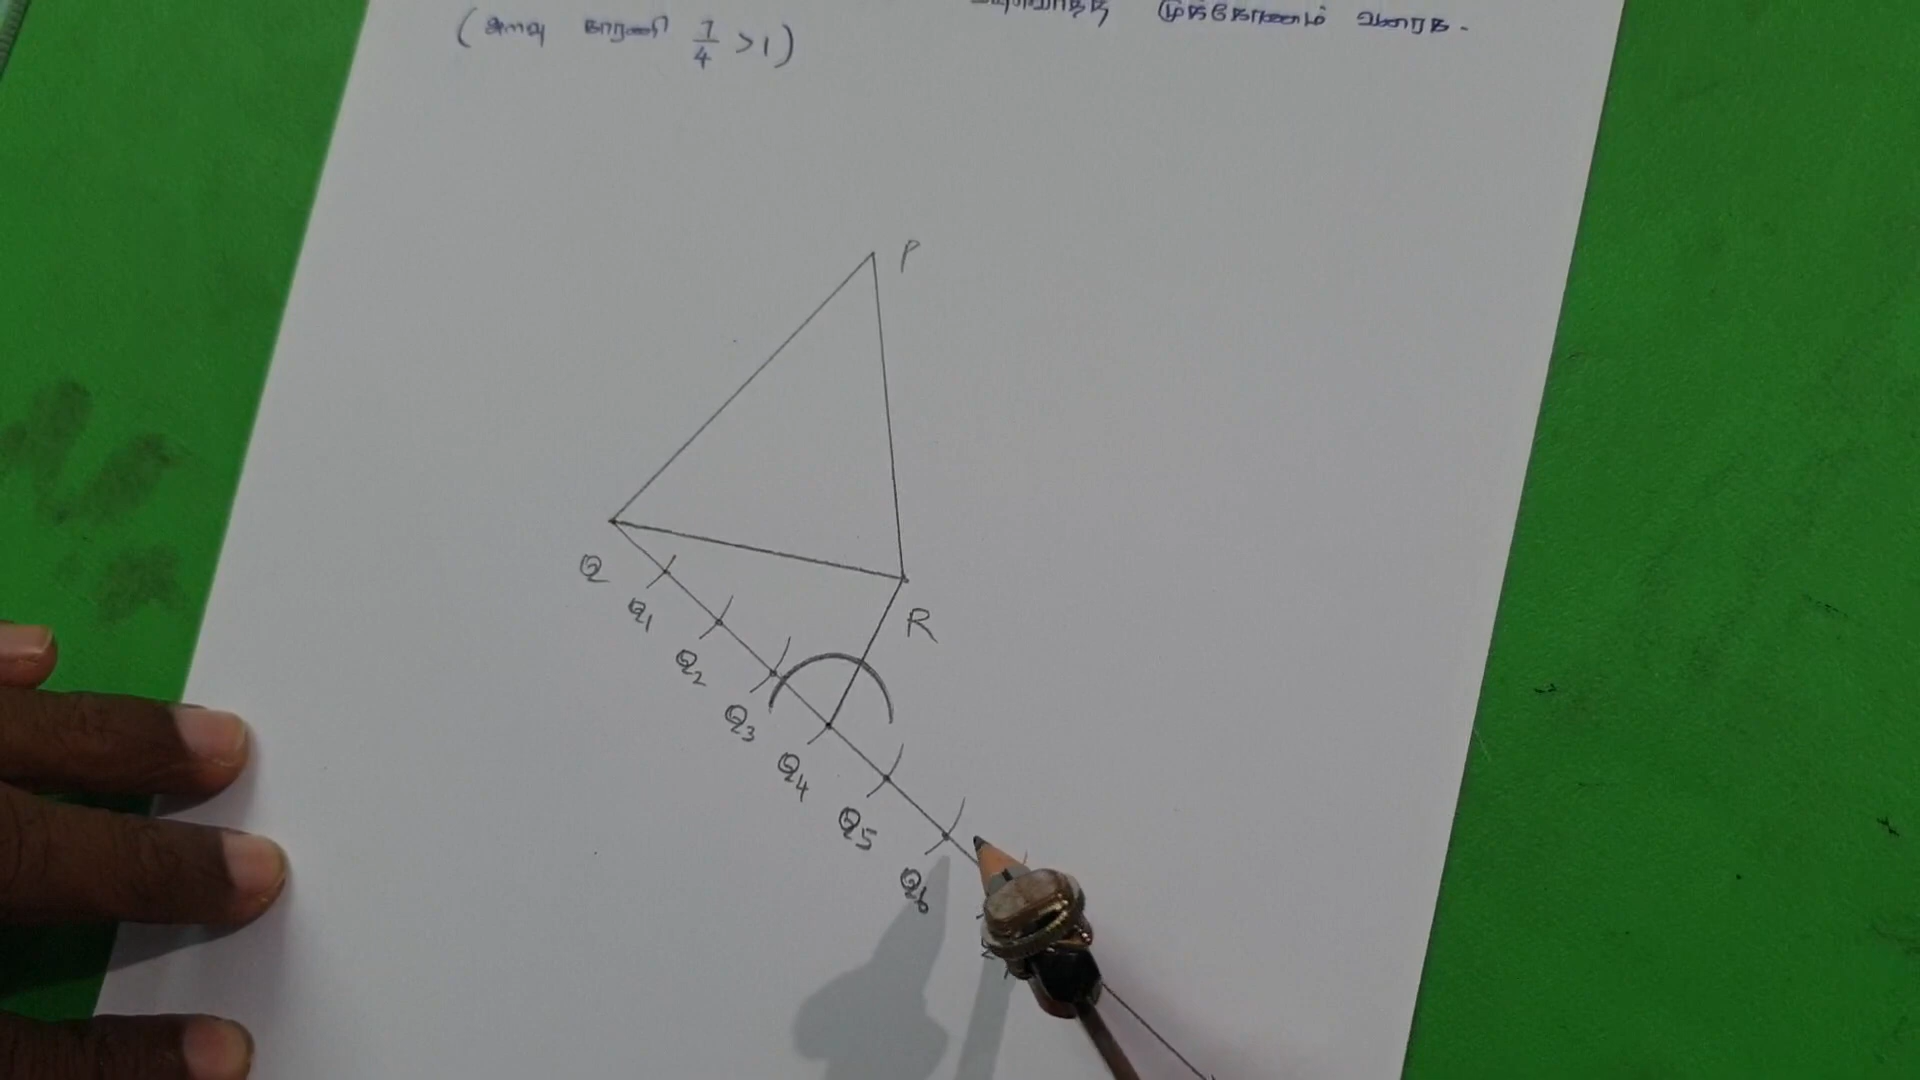 முக்கோணம் வரைக.
(அளவு காரணி 7/4 >1)
P
Q
R
Q1
Q2
Q3
Q4
Q5
Q6